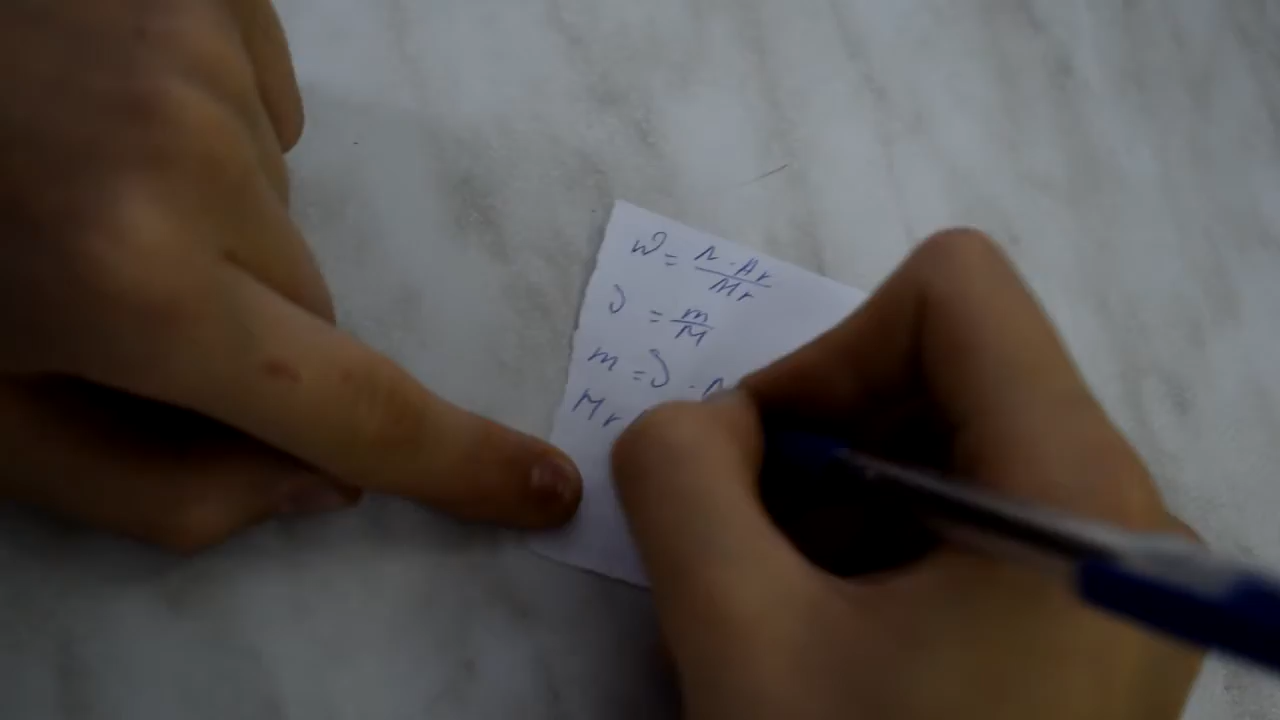 W = N · Ar / Mr
ν = m / M
m = ν ·
Mr